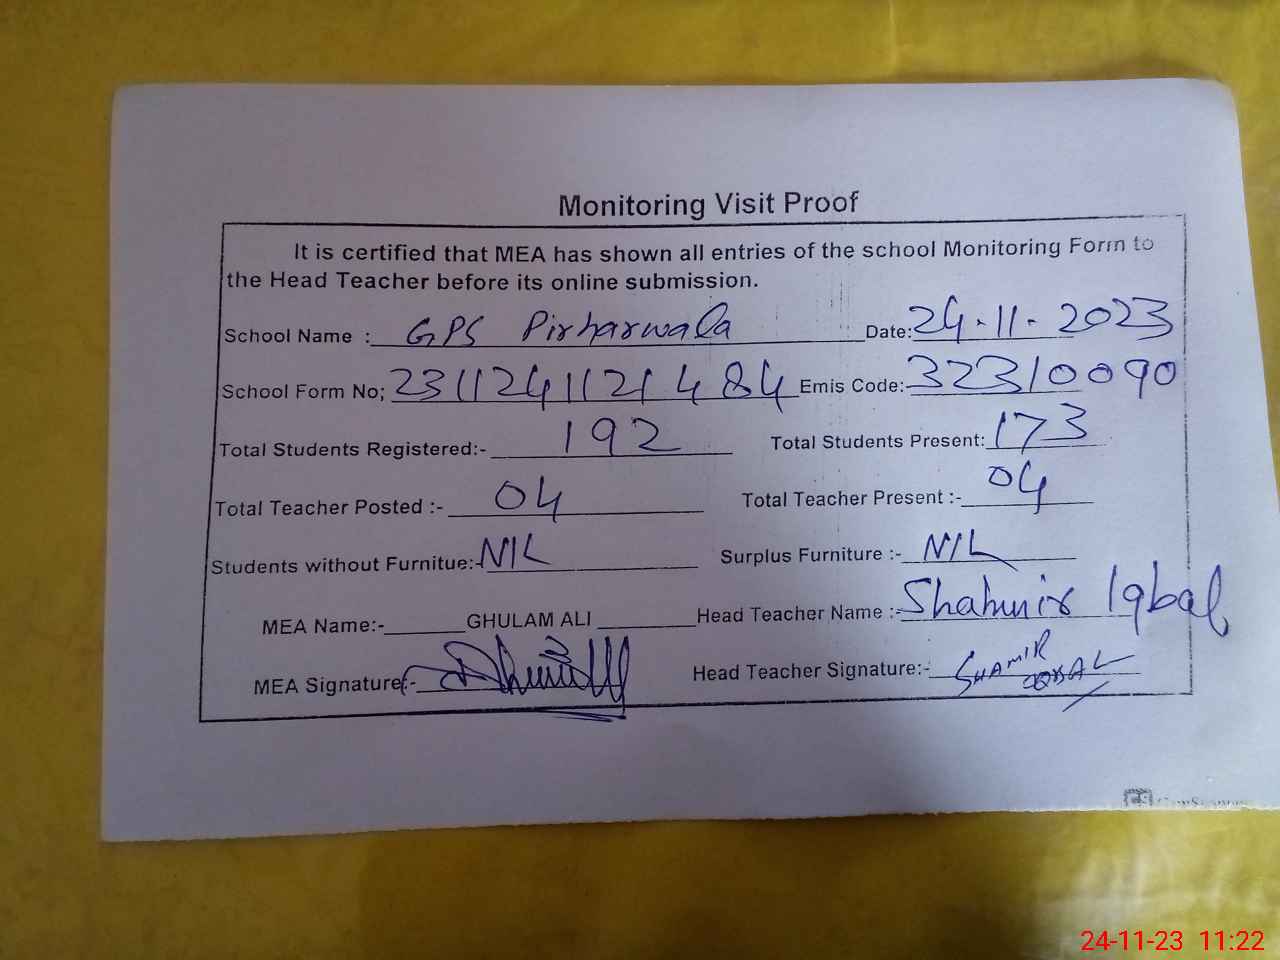 Monitoring Visit Proof
It is certified that MEA has shown all entries of the school Monitoring Form to
the Head Teacher before its online submission.
School Name : GPS Pirharwala Date: 24.11.2023
School Form No; 2311241121484 Emis Code:- 32310090
Total Students Registered:- 192 Total Students Present: 173
Total Teacher Posted :- 04 Total Teacher Present :- 04
Students without Furnitue:- NIL Surplus Furniture :- NIL
MEA Name:- GHULAM ALI Head Teacher Name :- Shahmir Iqbal
MEA Signature:- Head Teacher Signature:- SHAMIR IQBAL
CS CamScanner
24-11-23 11:22